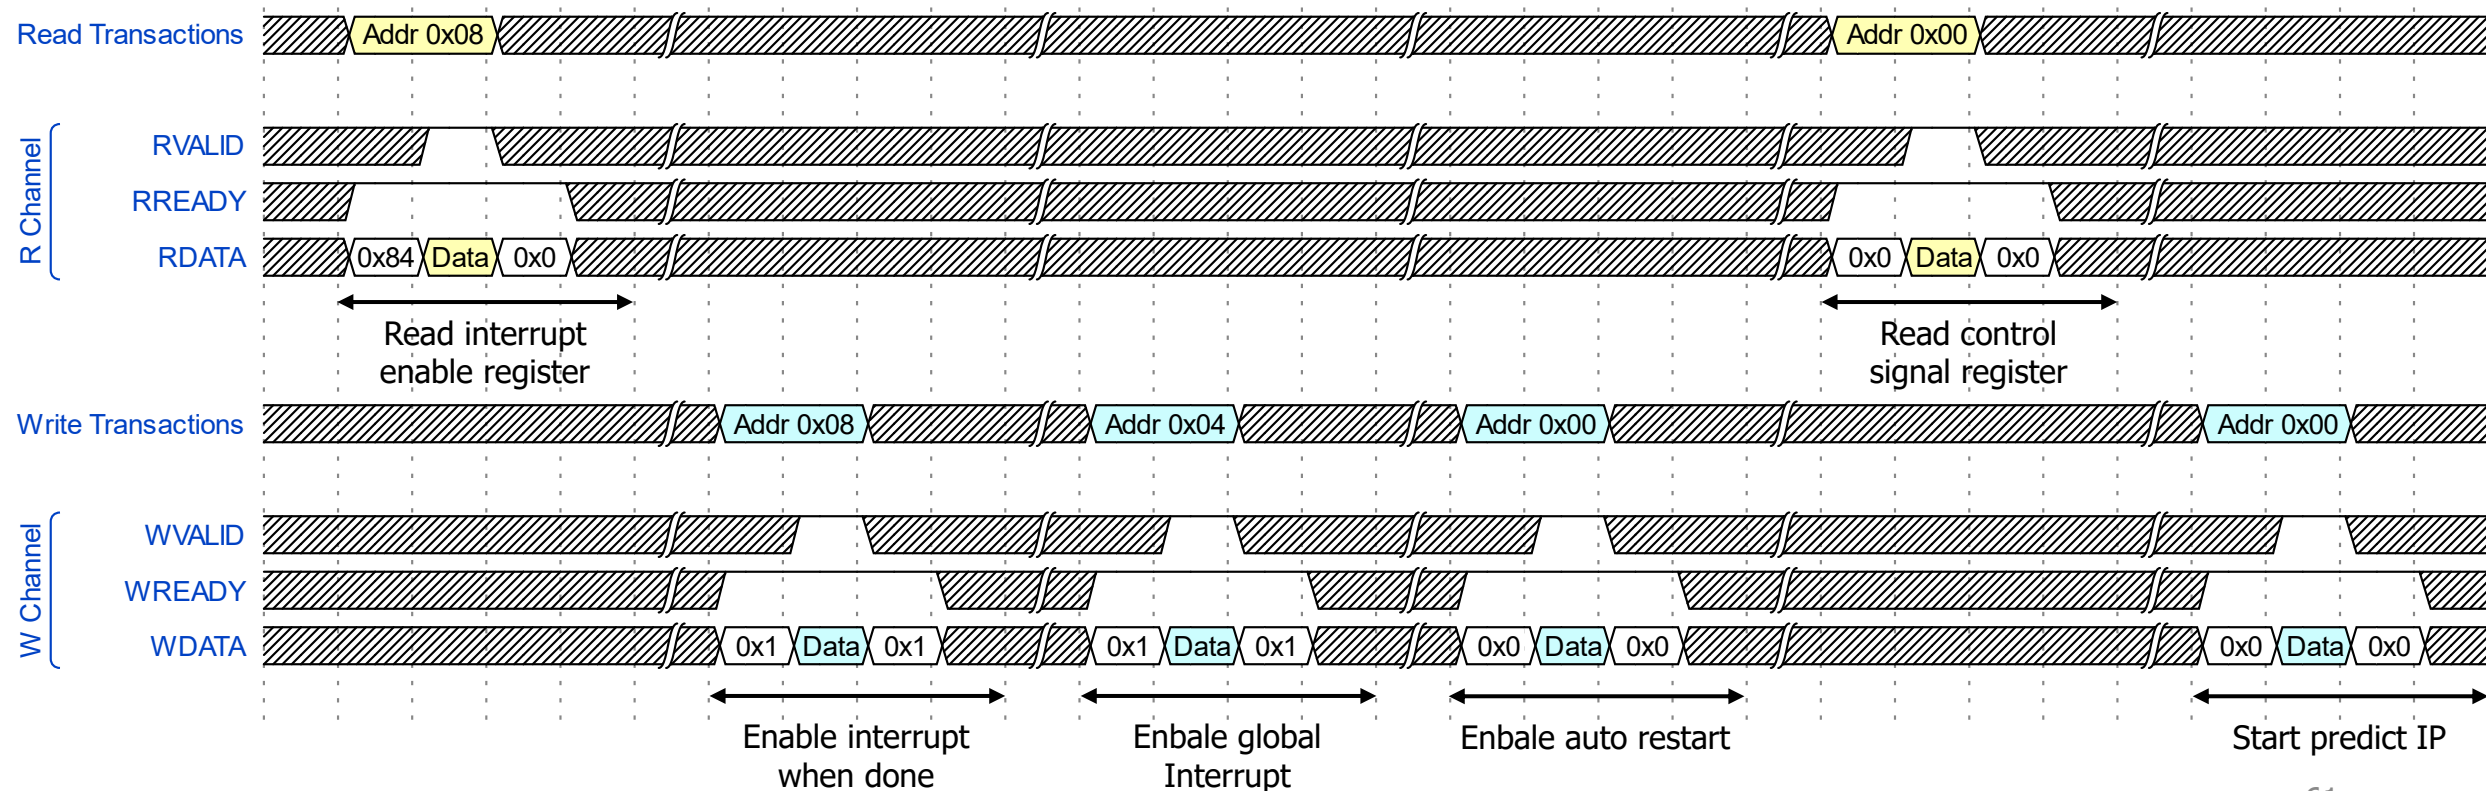 Read Transactions Addr 0x08 Addr 0x00
R Channel
RVALID
RREADY
RDATA 0x84 Data 0x0 0x0 Data 0x0
Read interrupt
enable register
Read control
signal register
Write Transactions Addr 0x08 Addr 0x04 Addr 0x00 Addr 0x00
W Channel
WVALID
WREADY
WDATA 0x1 Data 0x1 0x1 Data 0x1 0x0 Data 0x0 0x0 Data 0x0
Enable interrupt
when done
Enbale global
Interrupt
Enbale auto restart
Start predict IP